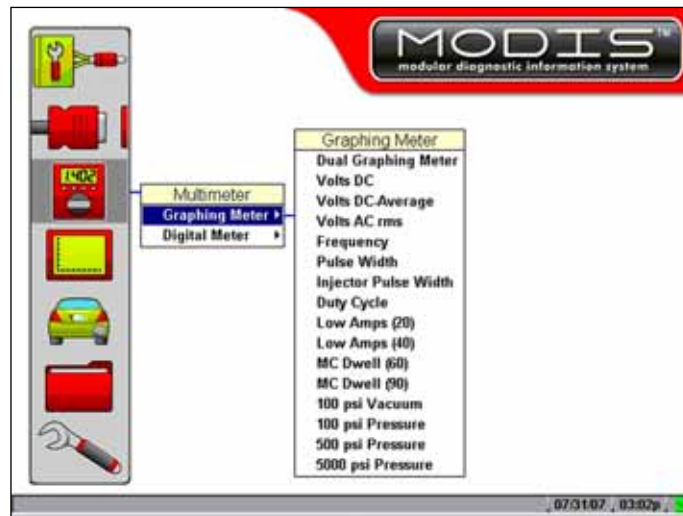 MODIS™
modular diagnostic information system
1.402
Multimeter
Graphing Meter
Digital Meter
Graphing Meter
Dual Graphing Meter
Volts DC
Volts DC-Average
Volts AC rms
Frequency
Pulse Width
Injector Pulse Width
Duty Cycle
Low Amps (20)
Low Amps (40)
MC Dwell (60)
MC Dwell (90)
100 psi Vacuum
100 psi Pressure
500 psi Pressure
5000 psi Pressure
07/31/07 , 03:02p